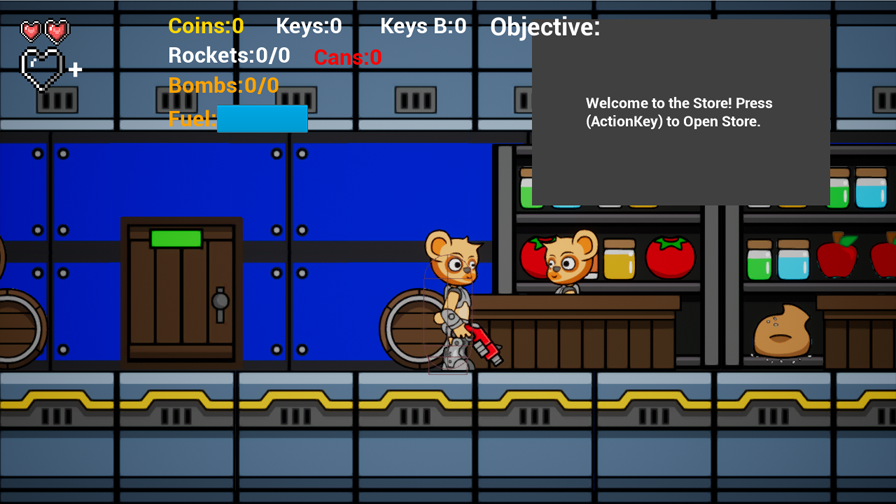 Coins:0 Keys:0 Keys B:0 Objective:
Rockets:0/0 Cans:0
Bombs:0/0
Fuel:
+
Welcome to the Store! Press
(ActionKey) to Open Store.